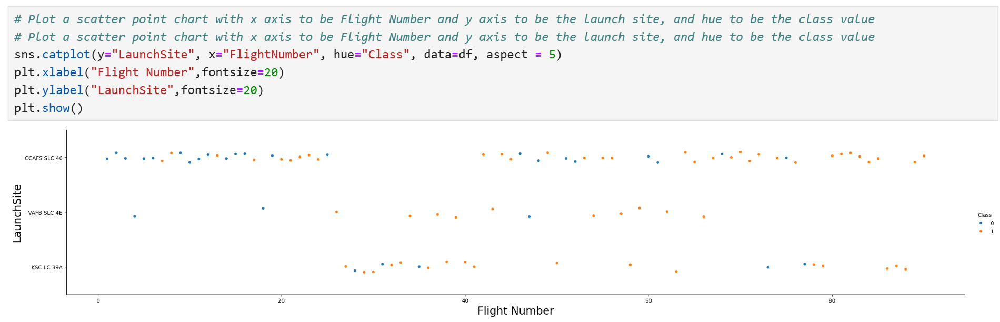 # Plot a scatter point chart with x axis to be Flight Number and y axis to be the launch site, and hue to be the class value
# Plot a scatter point chart with x axis to be Flight Number and y axis to be the launch site, and hue to be the class value
sns.catplot(y="LaunchSite", x="FlightNumber", hue="Class", data=df, aspect = 5)
plt.xlabel("Flight Number",fontsize=20)
plt.ylabel("LaunchSite",fontsize=20)
plt.show()
LaunchSite
CCAFS SLC 40
VAFB SLC 4E
KSC LC 39A
Class
0
1
0 20 40 60 80
Flight Number